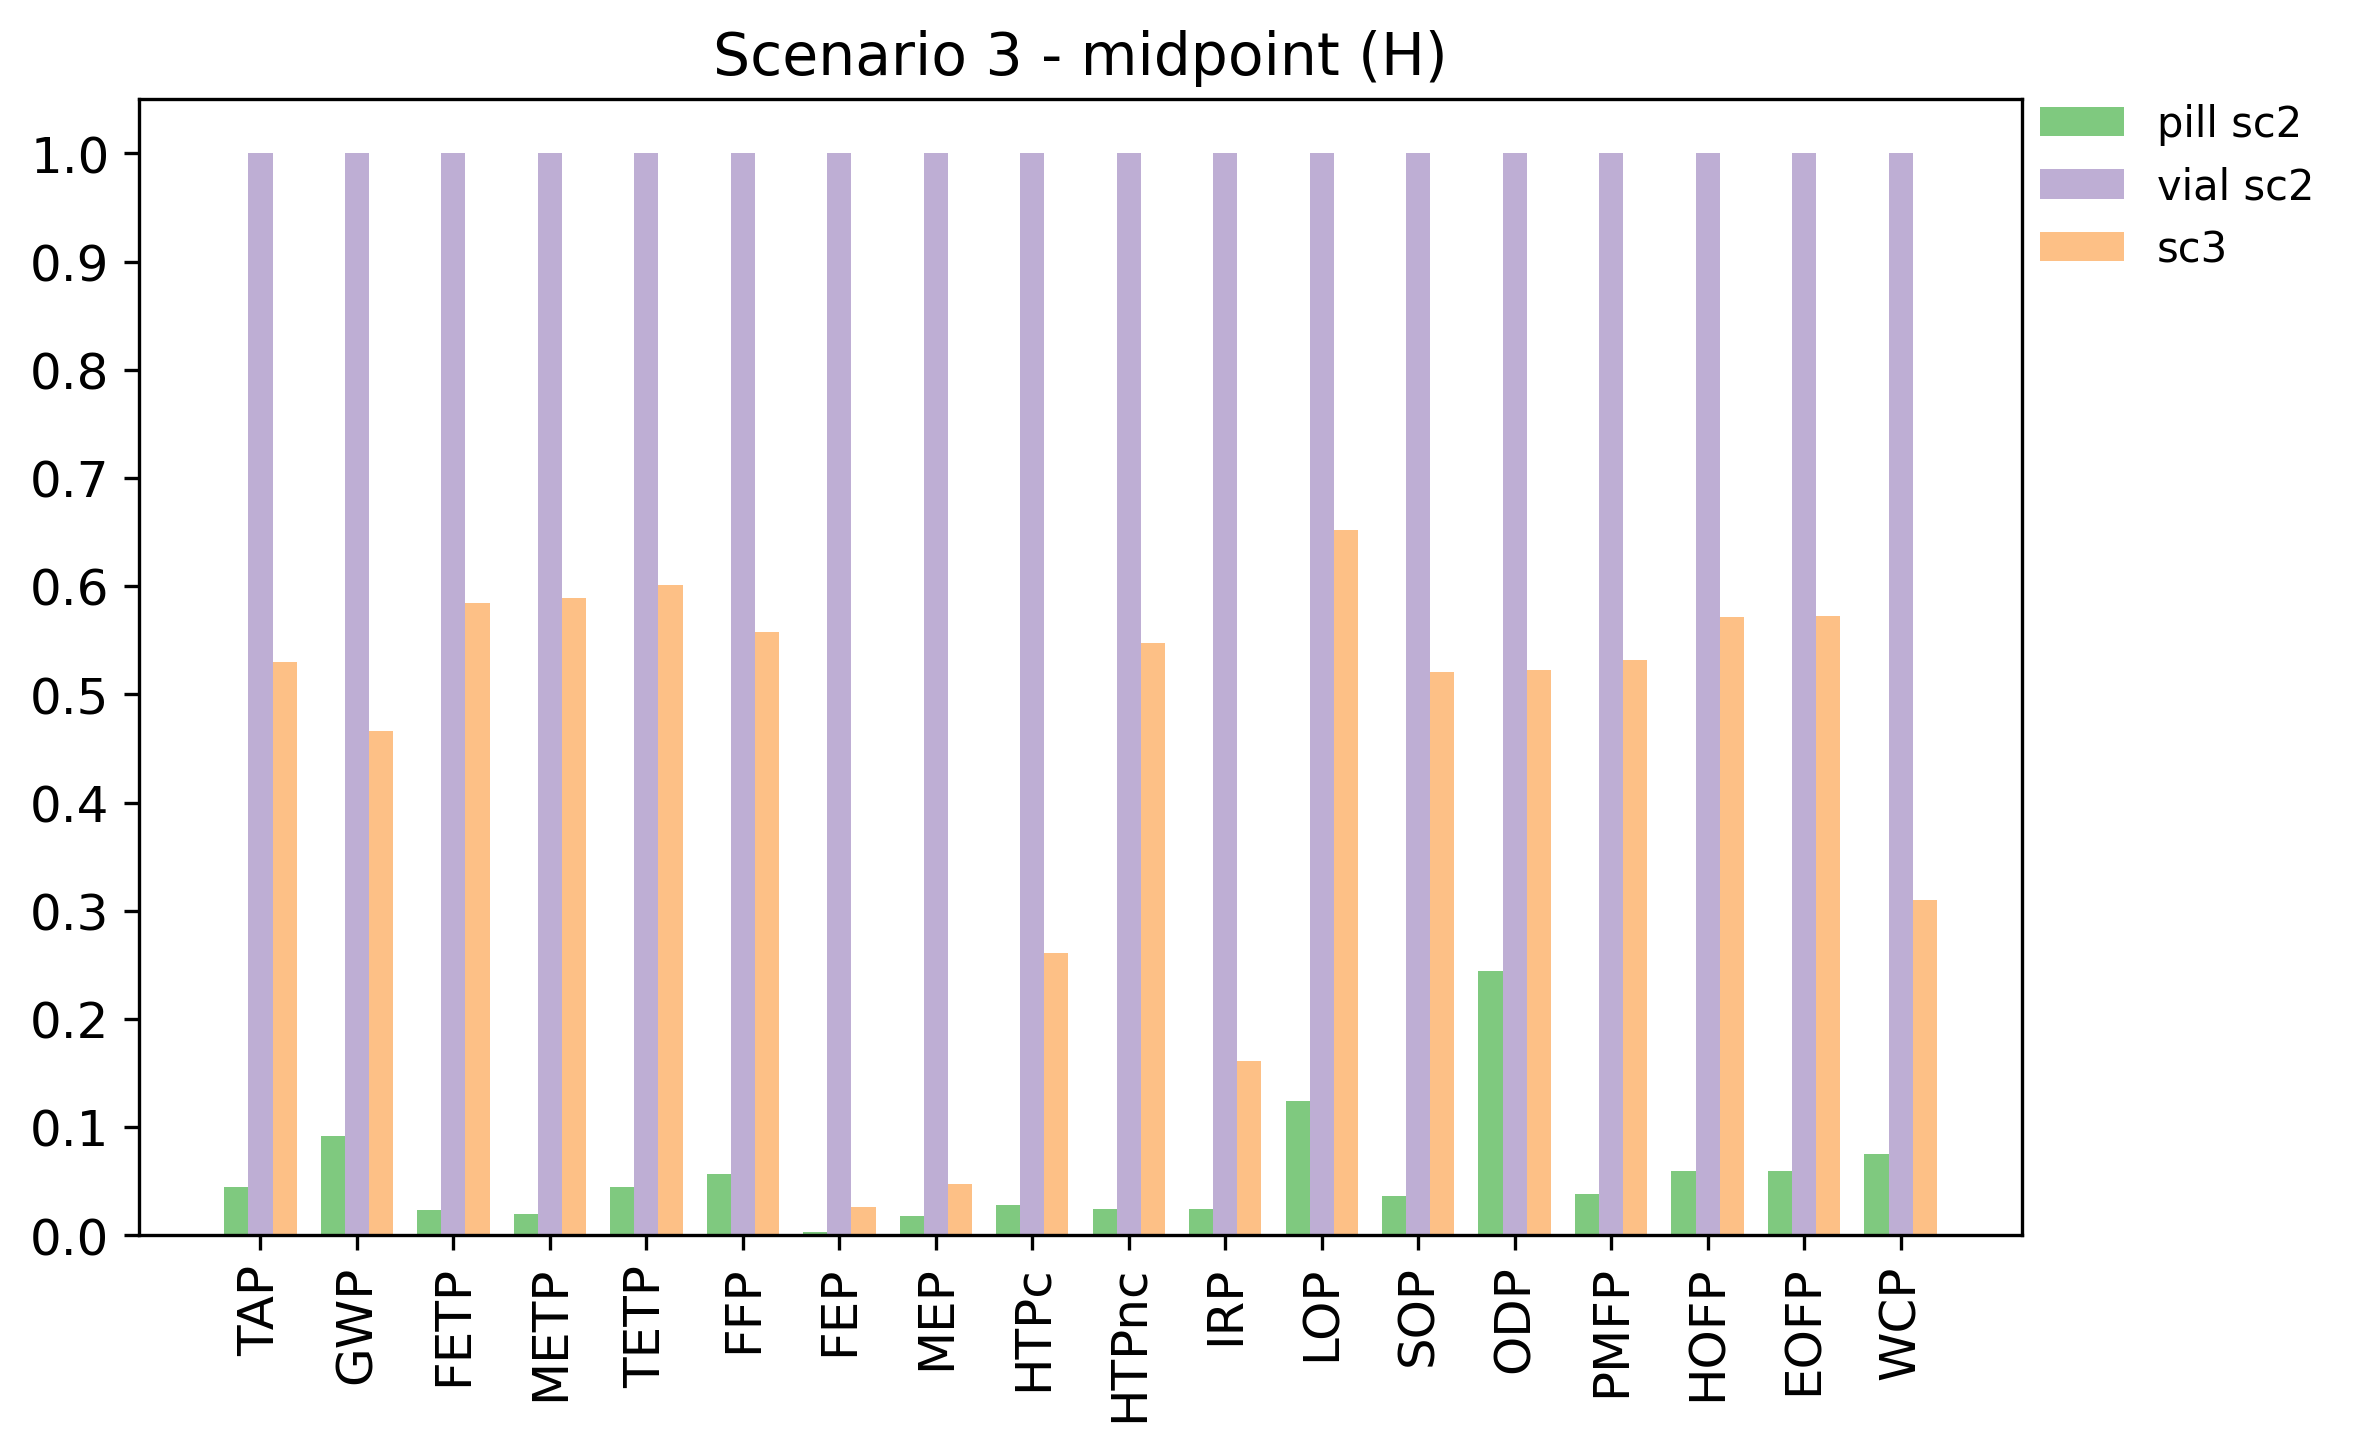 Scenario 3 - midpoint (H)
1.0
0.9
0.8
0.7
0.6
0.5
0.4
0.3
0.2
0.1
0.0
TAP
GWP
FETP
METP
TETP
FFP
FEP
MEP
HTPc
HTPnc
IRP
LOP
SOP
ODP
PMFP
HOFP
EOFP
WCP
pill sc2
vial sc2
sc3